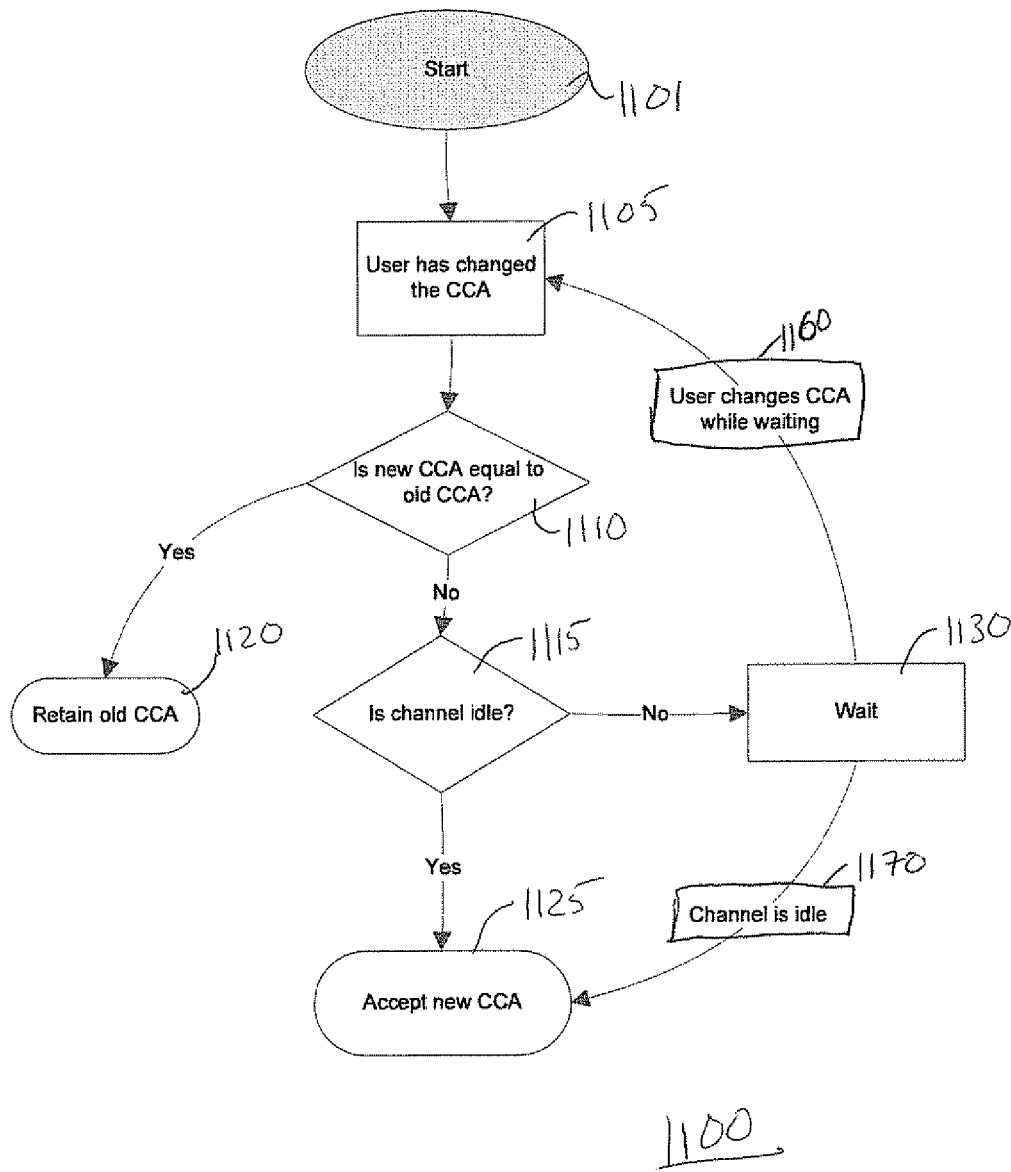 Start
1101
1105
User has changed
the CCA
1160
User changes CCA
while waiting
Is new CCA equal to
old CCA?
1110
Yes
No
1120
1115
1130
Retain old CCA
Is channel idle?
No
Wait
Yes
1170
Channel is idle
1125
Accept new CCA
1100